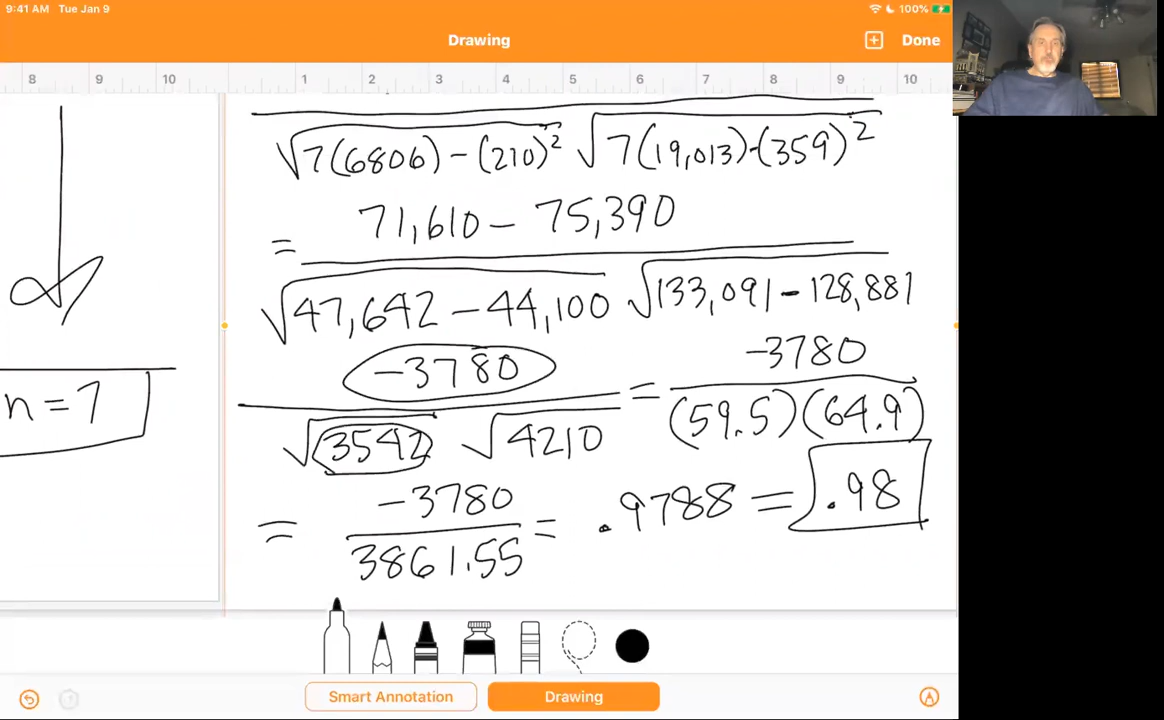 9:41 AM Tue Jan 9
100%
Drawing
Done
8 9 10 1 2 3 4 5 6 7 8 9 10
√7(6806) - (210)² √7(19,013)-(359)²
= 71,610 - 75,390
√47,642 - 44,100 √133,091 - 128,881
-3780 = -3780
√3542 √4210 (59.5)(64.9)
n = 7
= -3780 = .9788 = .98
3861.55
Smart Annotation
Drawing